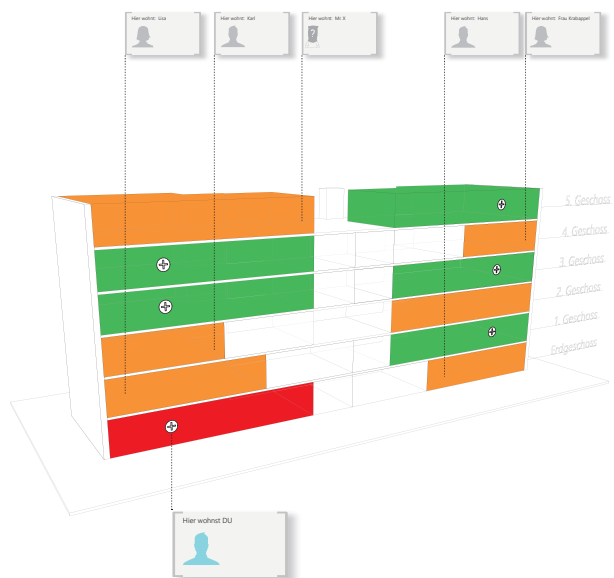 Hier wohnt: Lisa
Hier wohnt: Karl
Hier wohnt: Mr. X
?
Hier wohnt: Hans
Hier wohnt: Frau Krabappel
5. Geschoss
4. Geschoss
3. Geschoss
2. Geschoss
1. Geschoss
Erdgeschoss
Hier wohnst DU